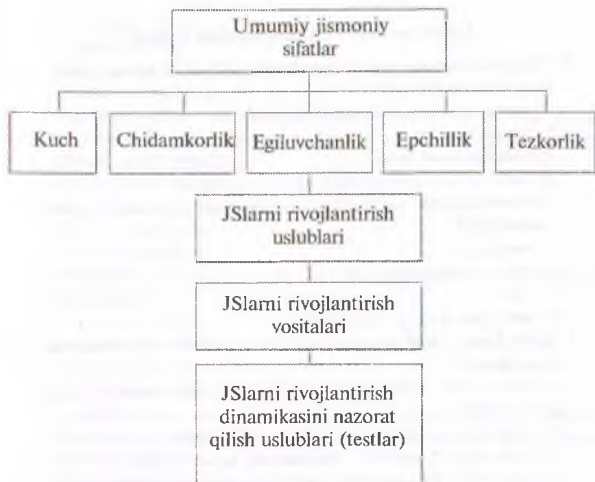 Umumiy jismoniy
sifatlar
Kuch
Chidamkorlik
Egiluvchanlik
Epchillik
Tezkorlik
JSlarni rivojlantirish
uslublari
JSlarni rivojlantirish
vositalari
JSlarni rivojlantirish
dinamikasini nazorat
qilish uslublari (testlar)